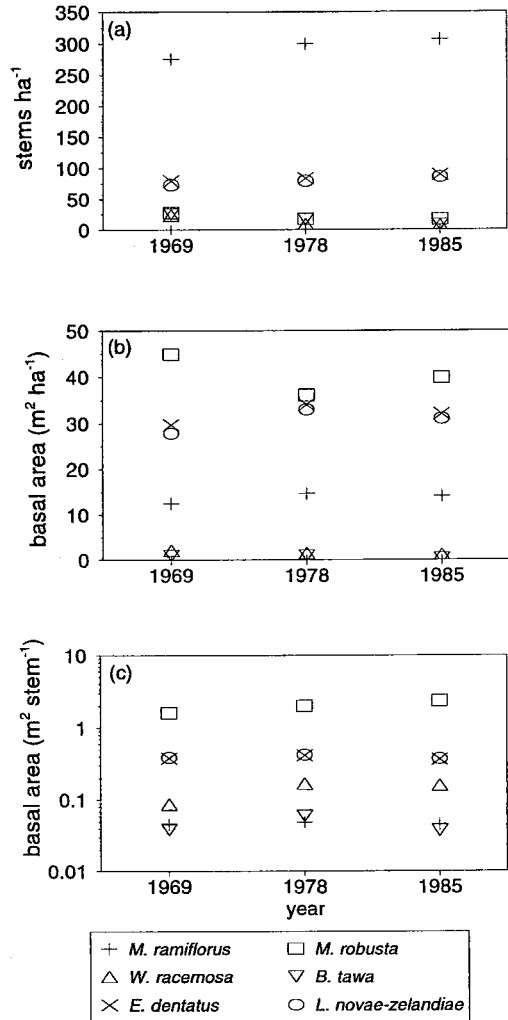 (a)
350
300
250
200
150
100
50
0
stems ha⁻¹
1969 1978 1985
(b)
50
40
30
20
10
0
basal area (m² ha⁻¹)
1969 1978 1985
(c)
10
1
0.1
0.01
basal area (m² stem⁻¹)
1969 1978 1985
year
M. ramiflorus M. robusta
W. racemosa B. tawa
E. dentatus L. novae-zelandiae